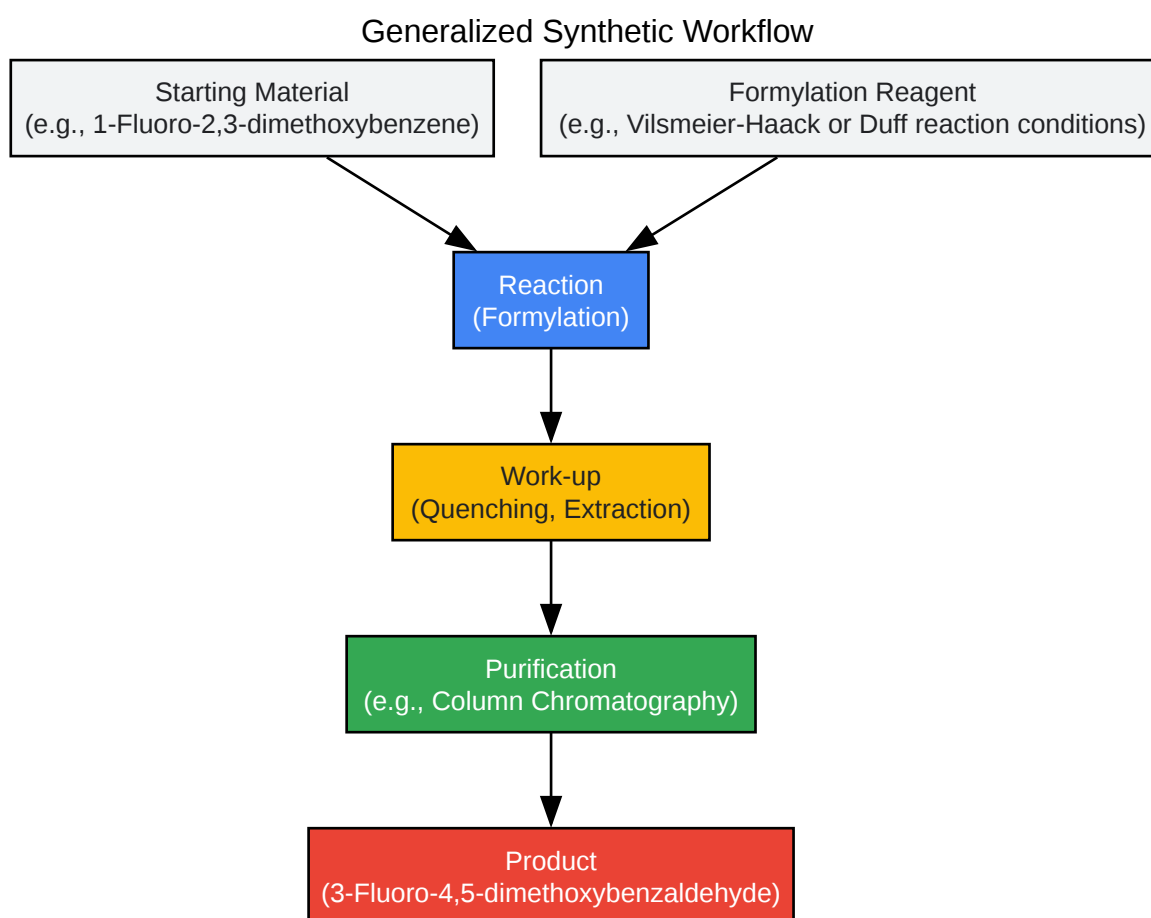 Generalized Synthetic Workflow
Starting Material
(e.g., 1-Fluoro-2,3-dimethoxybenzene)
Formylation Reagent
(e.g., Vilsmeier-Haack or Duff reaction conditions)
Reaction
(Formylation)
Work-up
(Quenching, Extraction)
Purification
(e.g., Column Chromatography)
Product
(3-Fluoro-4,5-dimethoxybenzaldehyde)